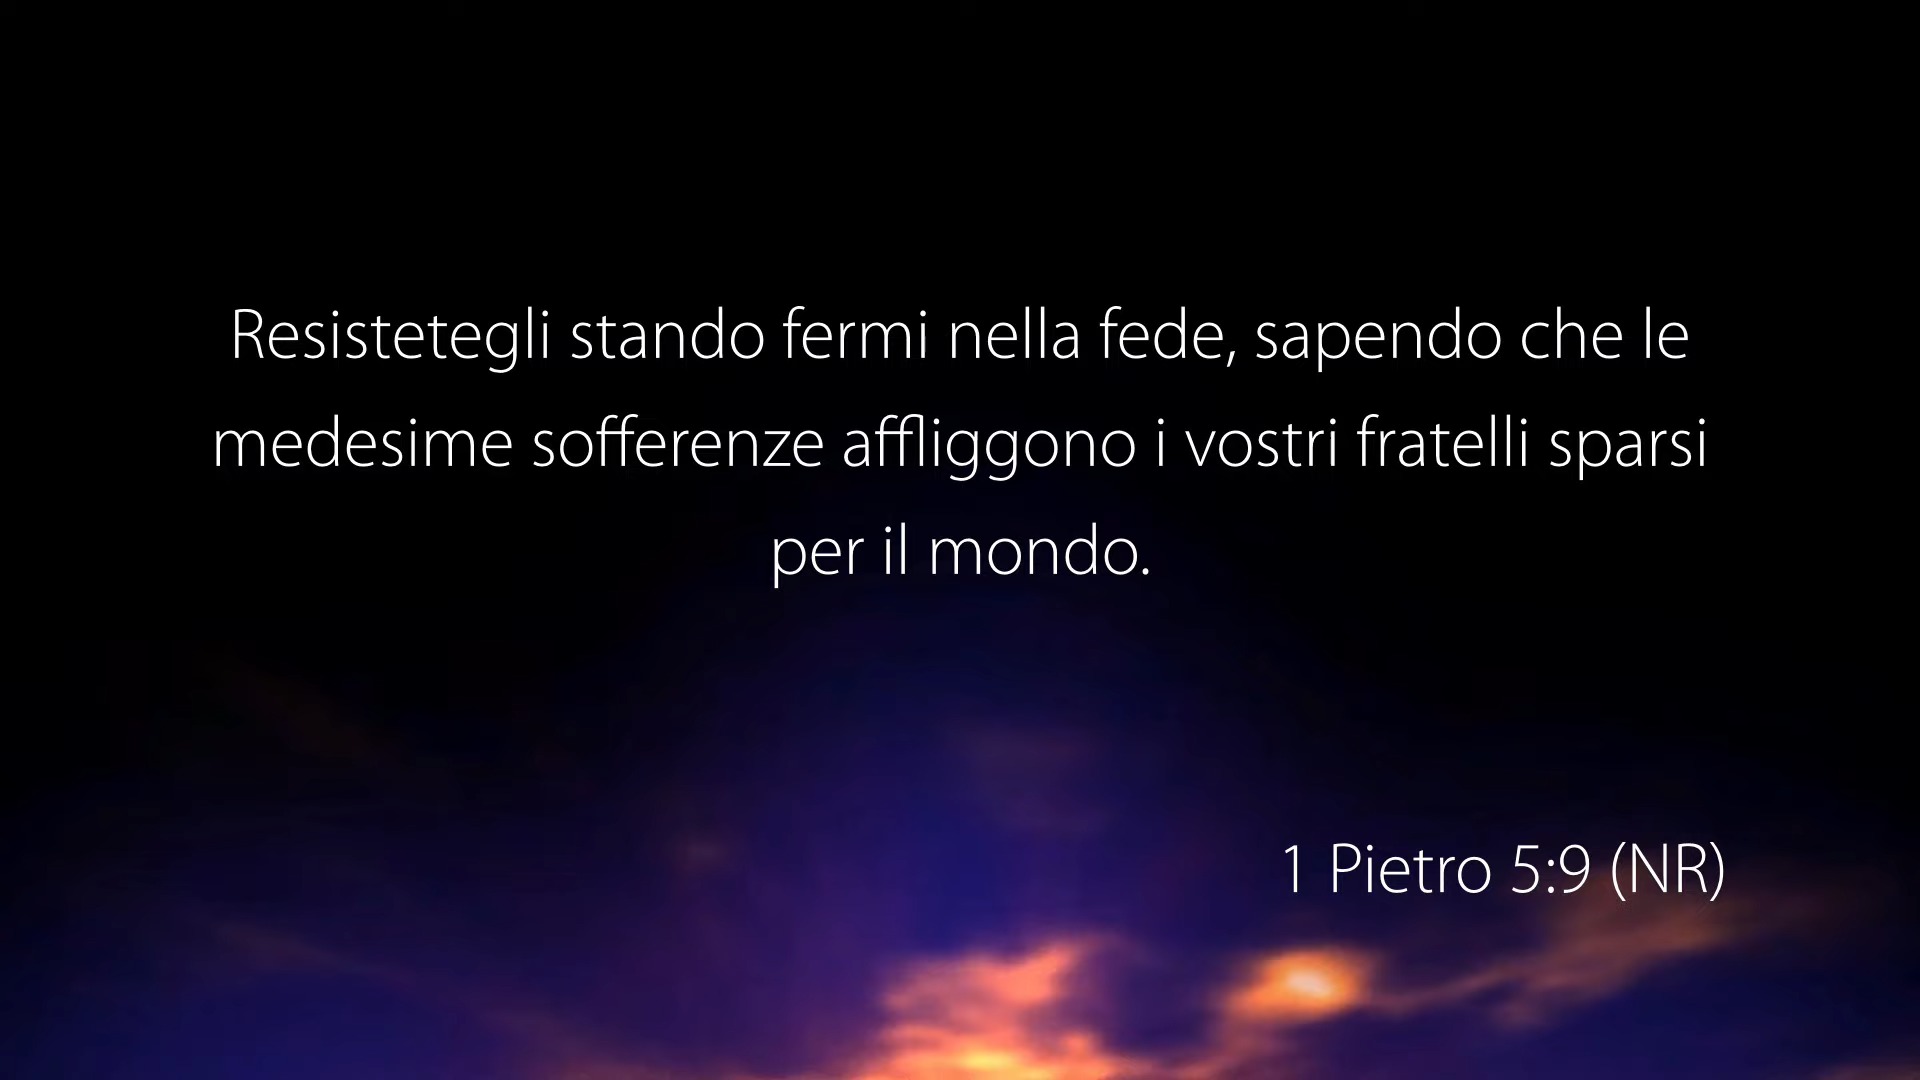 Resistetegli stando fermi nella fede, sapendo che le
medesime sofferenze affliggono i vostri fratelli sparsi
per il mondo.
1 Pietro 5:9 (NR)